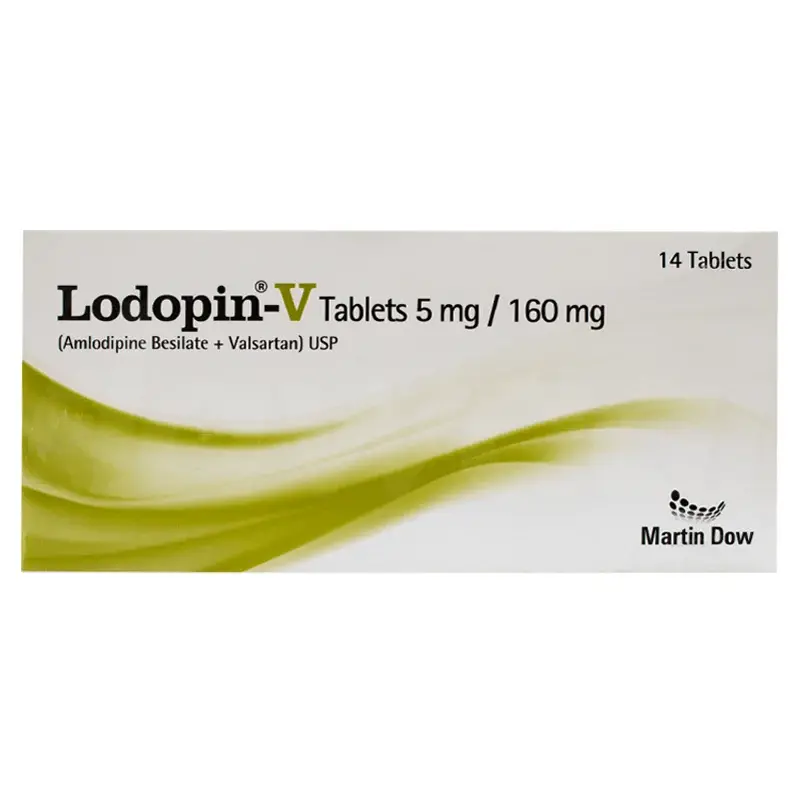 14 Tablets
Lodopin®-V Tablets 5 mg / 160 mg
(Amlodipine Besilate + Valsartan) USP
Martin Dow